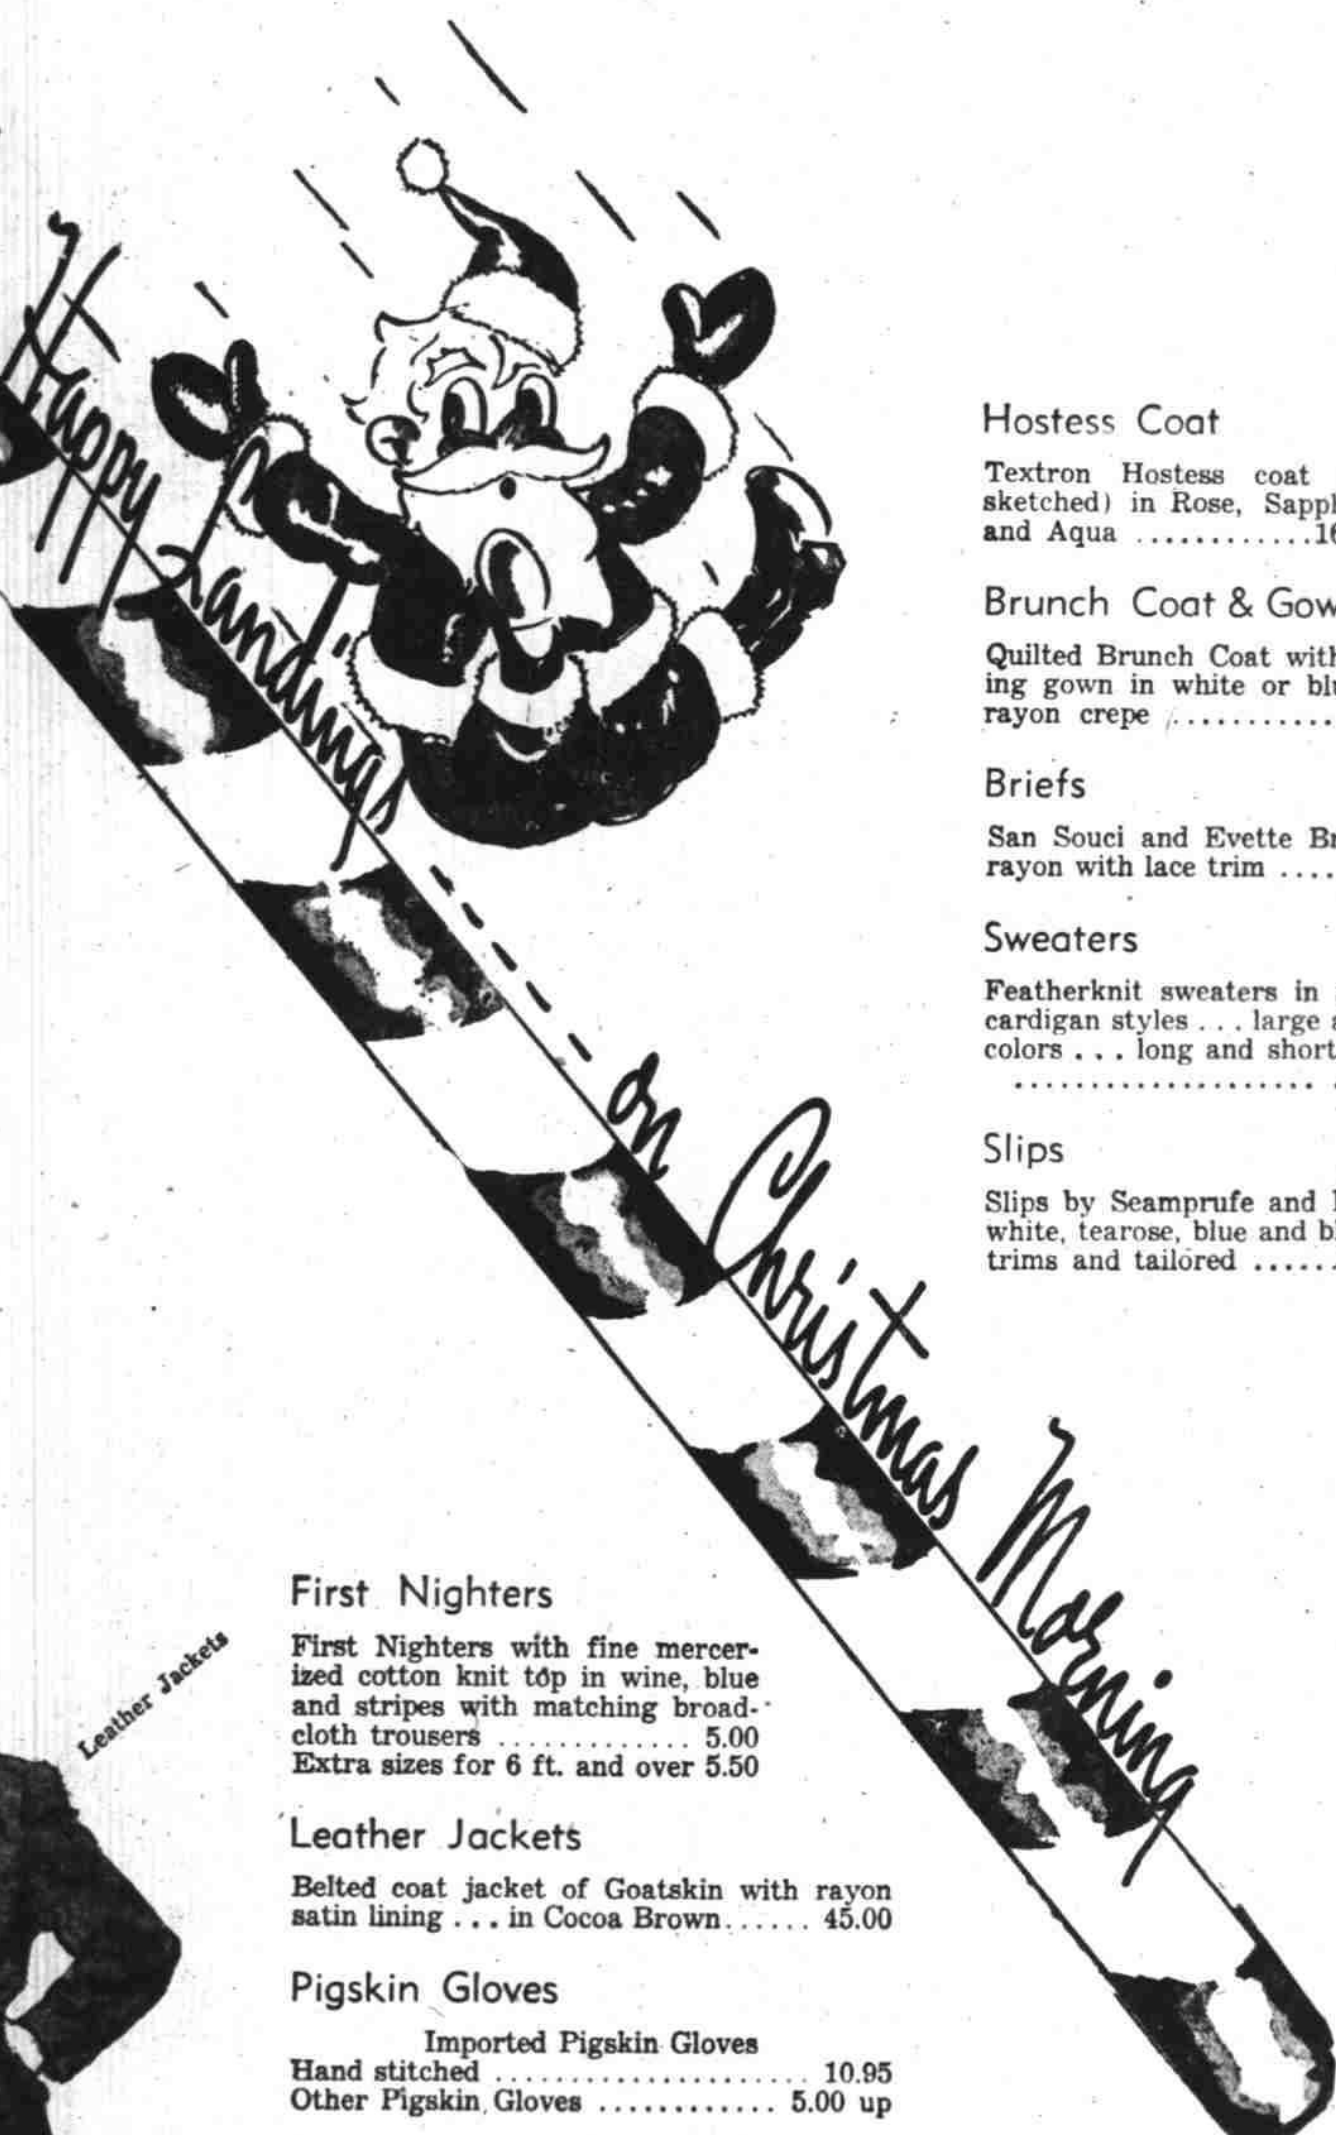 Happy Landings
on Christmas Morning
Hostess Coat
Textron Hostess coat
sketched) in Rose,
and Aqua ............
Brunch Coat &
Quilted Brunch Coat
ing gown in white or
rayon crepe ............
Briefs
San Souci and Evette
rayon with lace trim ....
Sweaters
Featherknit sweaters in
cardigan styles . . . large
colors . . . long and short
....................
Slips
Slips by Seamprufe and
white, tearose, blue and
trims and tailored ......
Leather Jackets
First Nighters
First Nighters with fine mercer-
ized cotton knit top in wine, blue
and stripes with matching broad-
cloth trousers ............. 5.00
Extra sizes for 6 ft. and over 5.50
Leather Jackets
Belted coat jacket of Goatskin with rayon
satin lining . . . in Cocoa Brown...... 45.00
Pigskin Gloves
Imported Pigskin Gloves
Hand stitched ..................... 10.95
Other Pigskin Gloves ............ 5.00 up